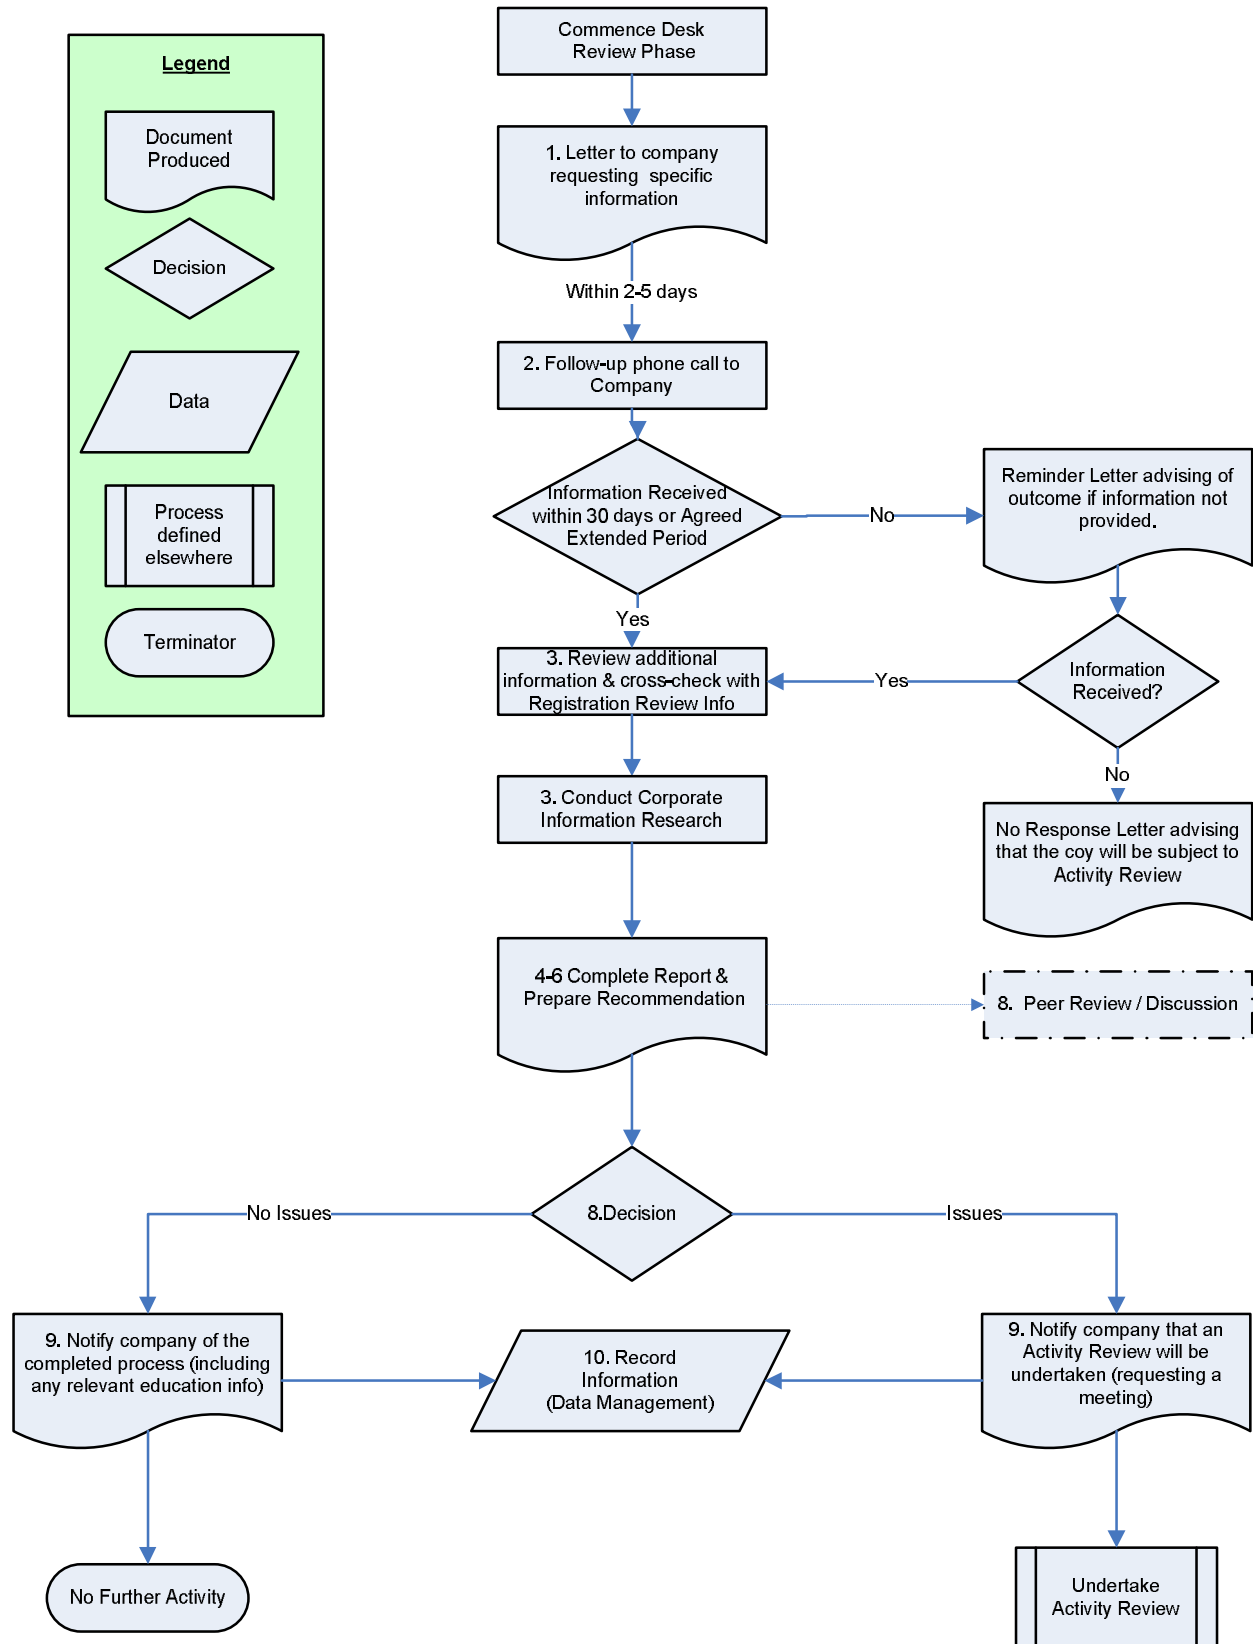 Legend
Document
Produced
Decision
Data
Process
defined
elsewhere
Terminator
Commence Desk
Review Phase
1. Letter to company
requesting specific
information
Within 2-5 days
2. Follow-up phone call to
Company
Information Received
within 30 days or Agreed
Extended Period
No
Reminder Letter advising of
outcome if information not
provided.
Yes
Information
Received?
Yes
3. Review additional
information & cross-check with
Registration Review Info
No
No Response Letter advising
that the coy will be subject to
Activity Review
3. Conduct Corporate
Information Research
4-6 Complete Report &
Prepare Recommendation
8. Peer Review / Discussion
8.Decision
No Issues
Issues
9. Notify company of the
completed process (including
any relevant education info)
10. Record
Information
(Data Management)
9. Notify company that an
Activity Review will be
undertaken (requesting a
meeting)
No Further Activity
Undertake
Activity Review